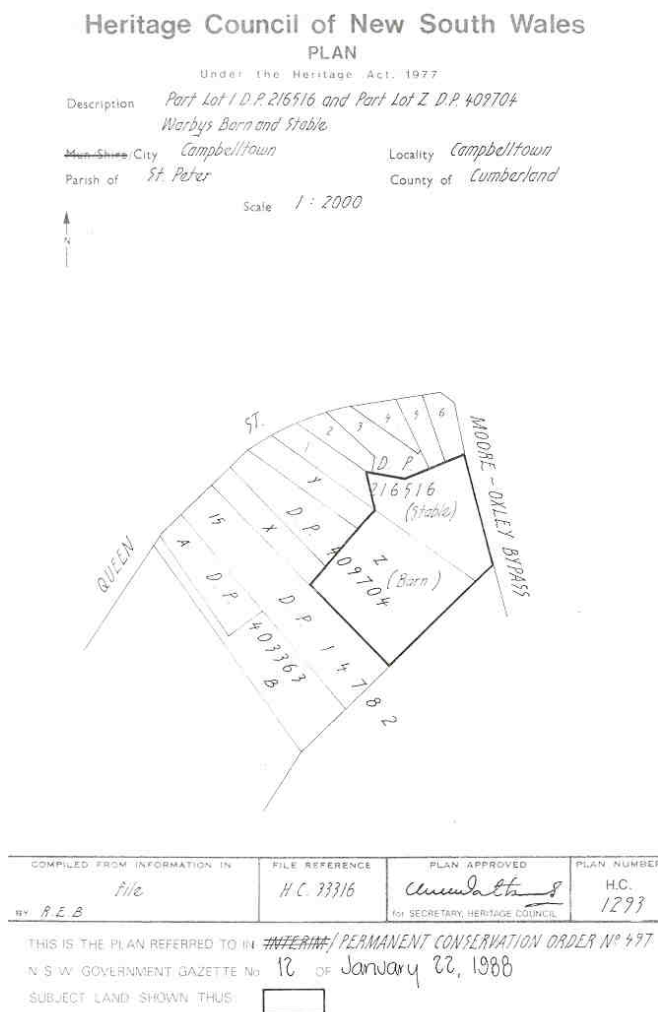 Heritage Council of New South Wales
PLAN
Under the Heritage Act, 1977
Description Part Lot 1 D.P. 216516 and Part Lot Z D.P. 409704
Warbys Barn and Stable
Mun-Shire/City Campbelltown Locality Campbelltown
Parish of St. Peter County of Cumberland
Scale 1 : 2000
N
QUEEN ST.
MOORE - OXLEY BYPASS
1 2 3 4 5 6
D. P.
216516
(Stable)
Y
X
D. P. 409704
Z
(Barn)
15
D. P. 14782
A
D. P. 403363
B
COMPILED FROM INFORMATION IN
file
BY R.E.B
FILE REFERENCE
H.C. 33316
PLAN APPROVED
for SECRETARY, HERITAGE COUNCIL
PLAN NUMBER
H.C.
1293
THIS IS THE PLAN REFERRED TO IN INTERIM / PERMANENT CONSERVATION ORDER Nº 497
N S W GOVERNMENT GAZETTE No 12 OF January 22, 1988
SUBJECT LAND SHOWN THUS: